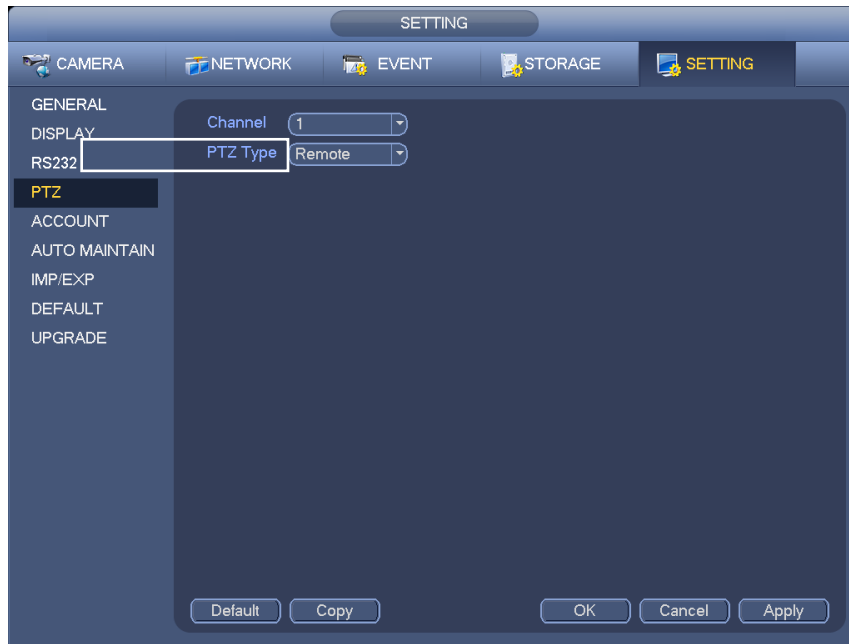 SETTING
CAMERA NETWORK EVENT STORAGE SETTING
GENERAL
DISPLAY
RS232
PTZ
ACCOUNT
AUTO MAINTAIN
IMP/EXP
DEFAULT
UPGRADE
Channel 1
PTZ Type Remote
Default Copy OK Cancel Apply